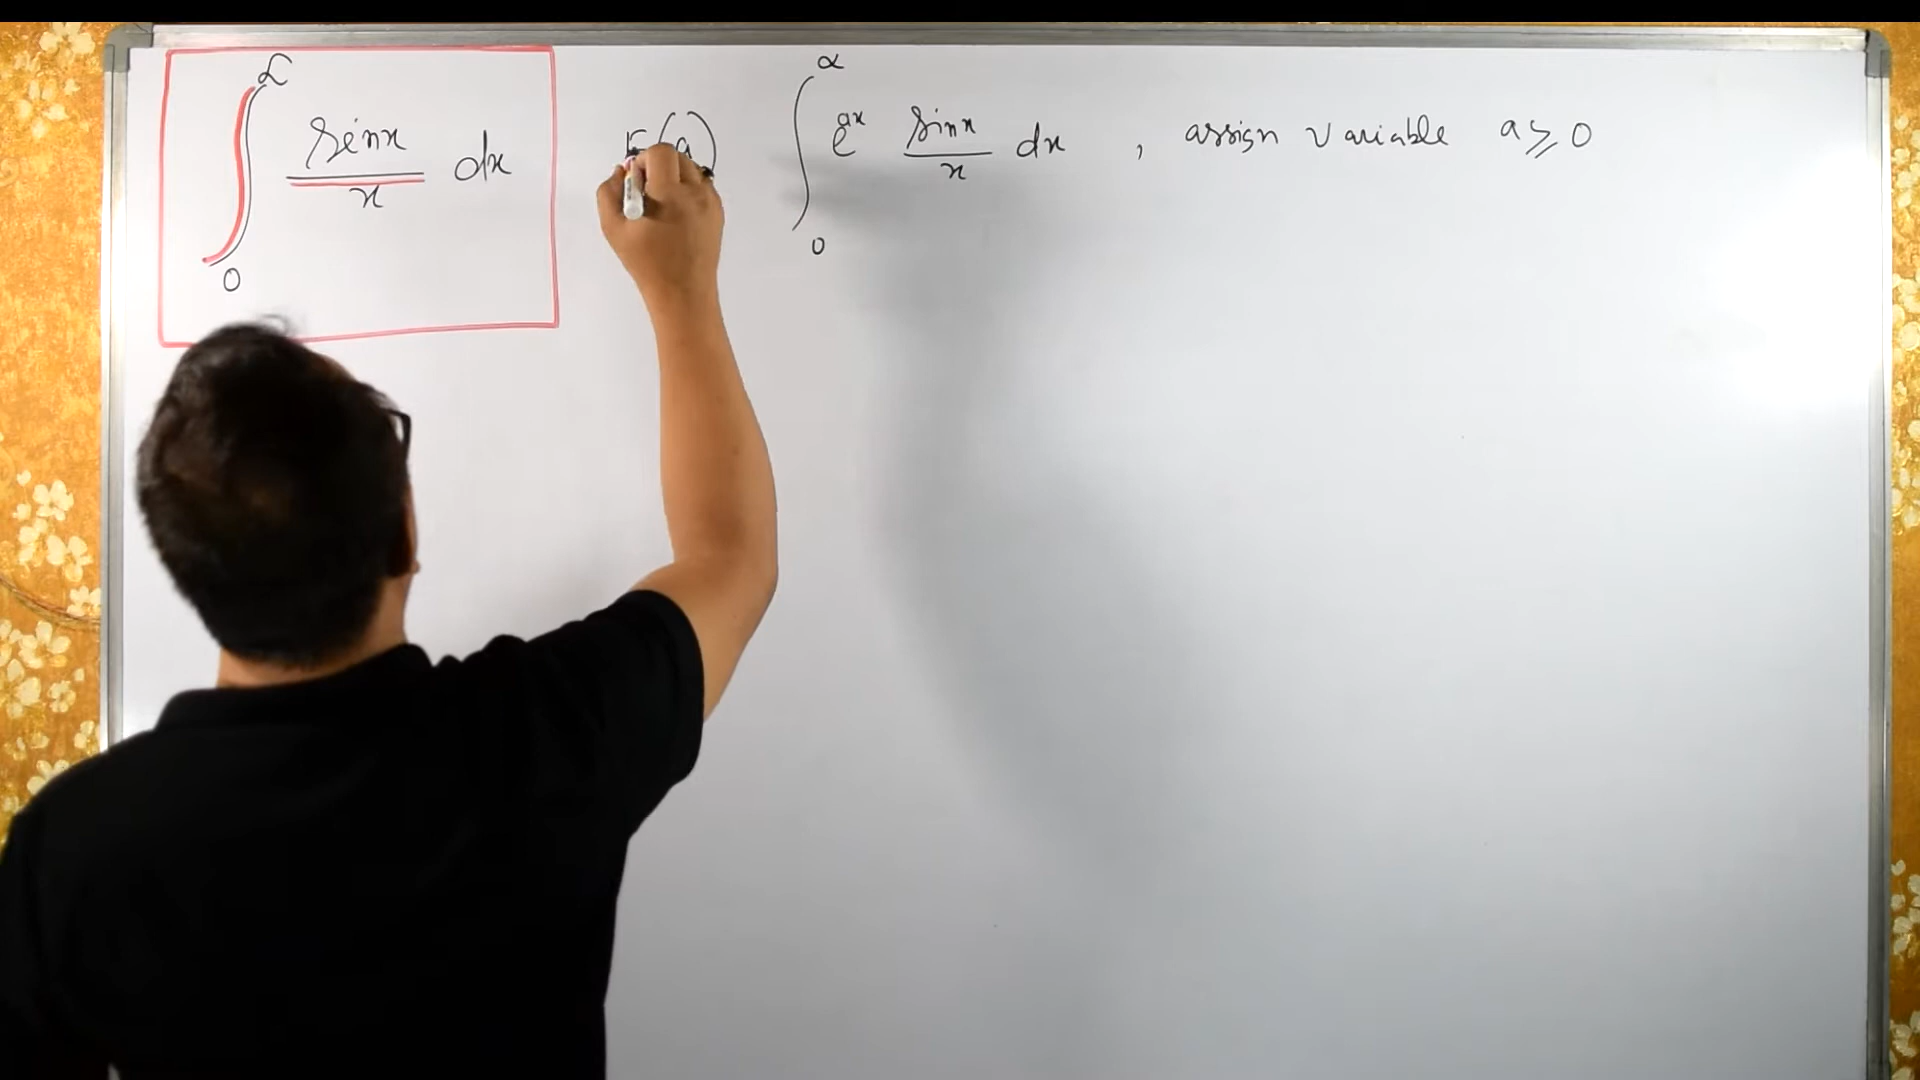 ∫₀^∝ sinx/x dx
F(a) ∫₀^∝ e^{ax} sinx/x dx , assign variable a ⩾ 0